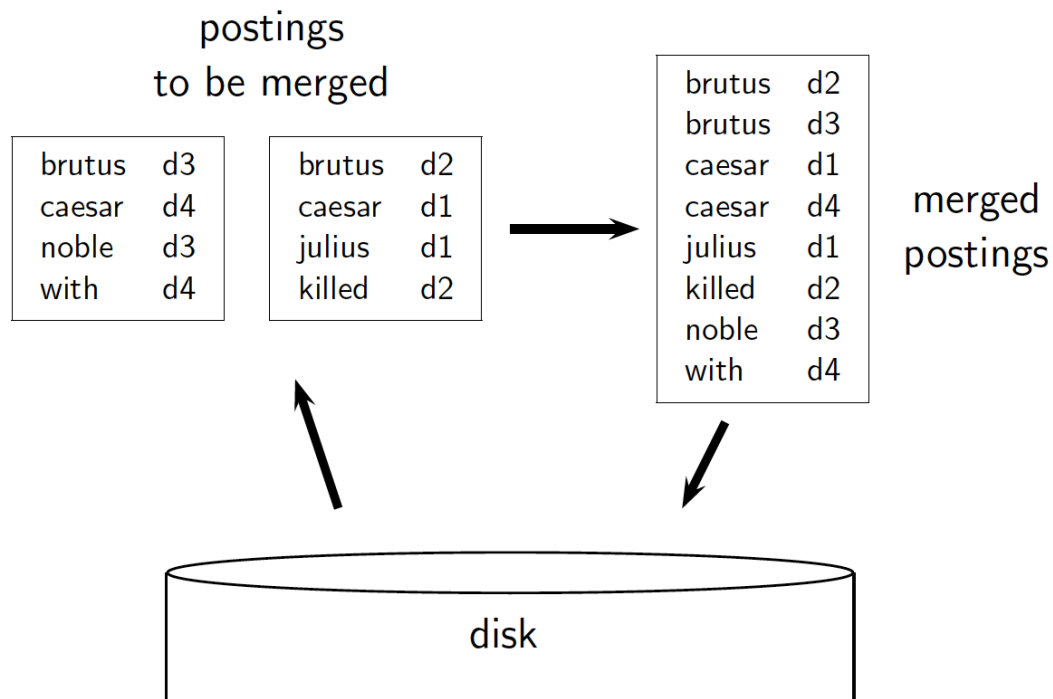 postings
to be merged
brutus d3
caesar d4
noble d3
with d4
brutus d2
caesar d1
julius d1
killed d2
brutus d2
brutus d3
caesar d1
caesar d4
julius d1
killed d2
noble d3
with d4
merged
postings
disk